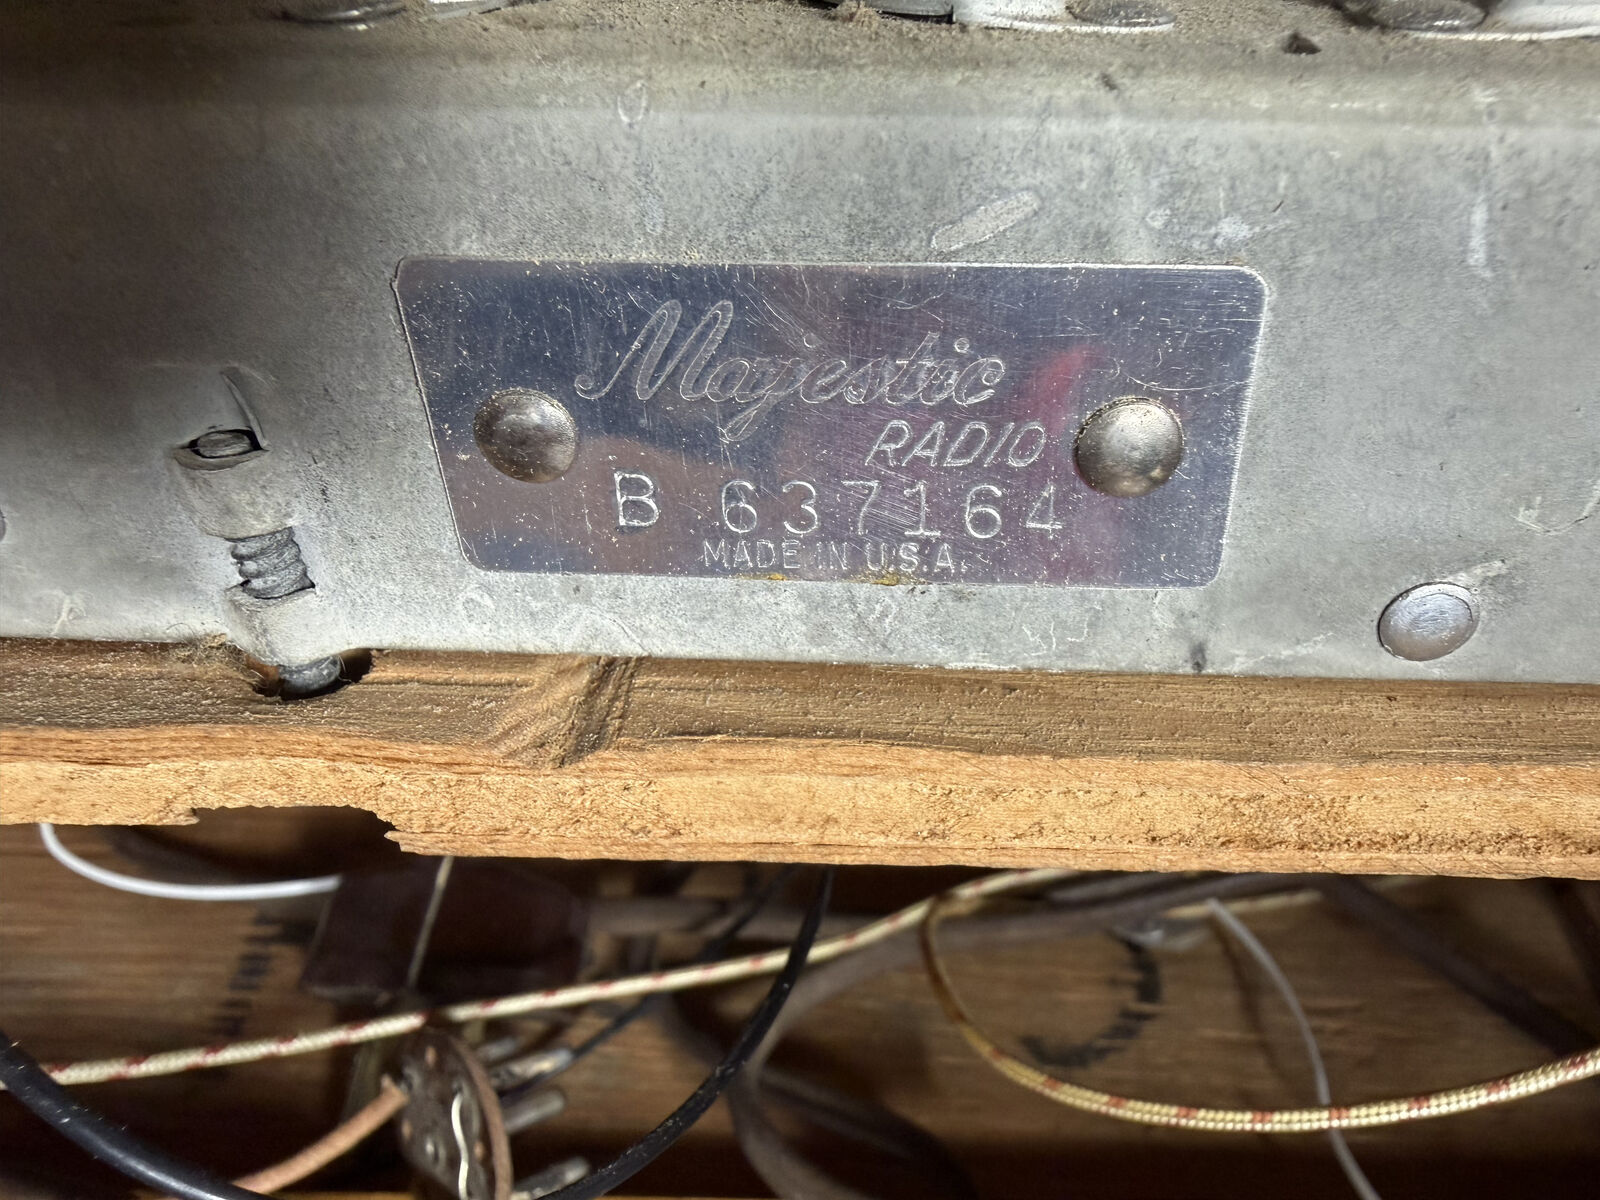 Majestic
RADIO
B 637164
MADE IN U.S.A.